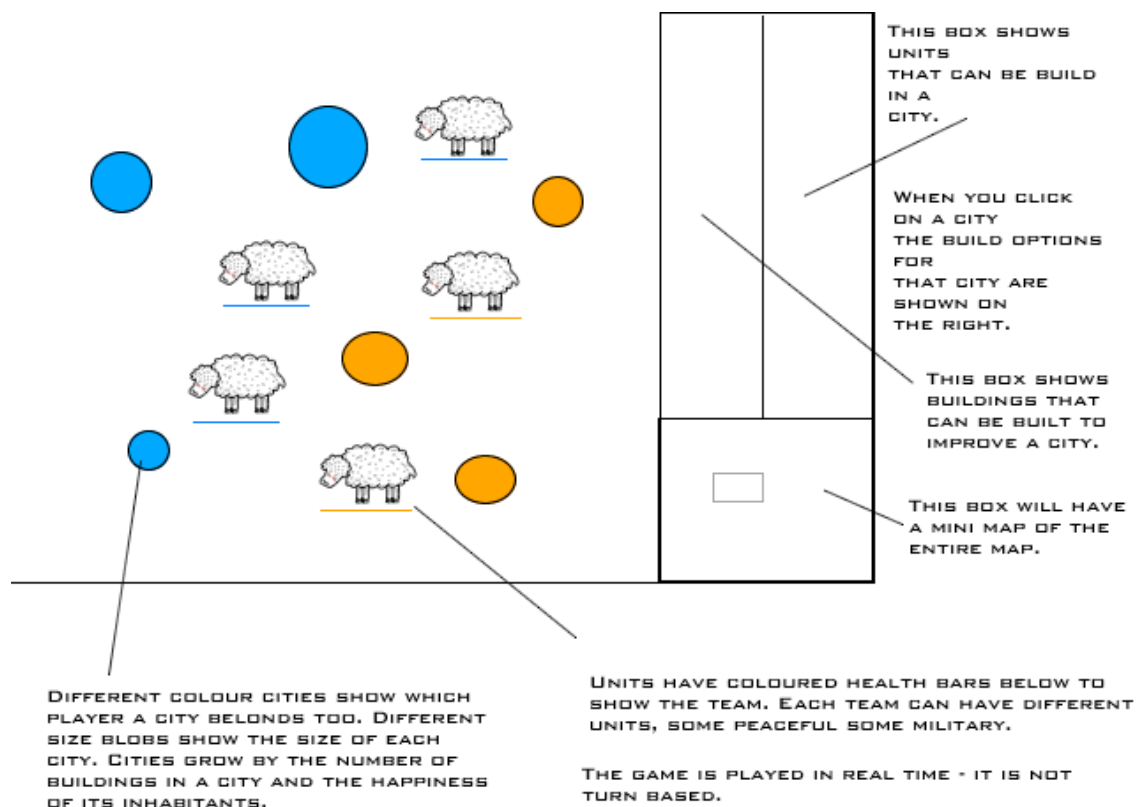 This box shows
units
that can be build
in a
city.
When you click
on a city
the build options
for
that city are
shown on
the right.
This box shows
buildings that
can be built to
improve a city.
This box will have
a mini map of the
entire map.
Different colour cities show which
player a city belonds too. Different
size blobs show the size of each
city. Cities grow by the number of
buildings in a city and the happiness
of its inhabitants.
Units have coloured health bars below to
show the team. Each team can have different
units, some peaceful some military.
The game is played in real time - it is not
turn based.